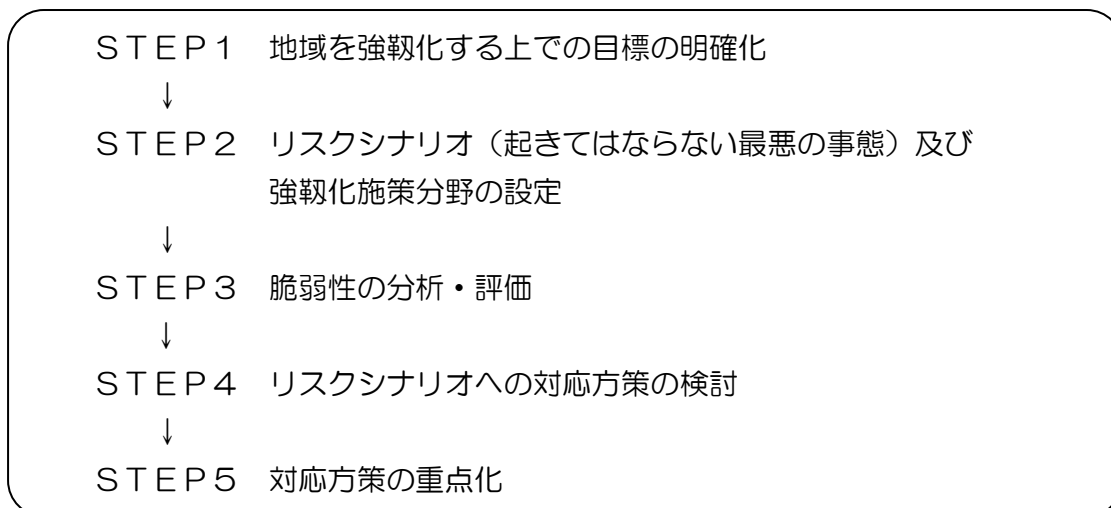 ＳＴＥＰ１　地域を強靱化する上での目標の明確化
↓
ＳＴＥＰ２　リスクシナリオ（起きてはならない最悪の事態）及び
強靱化施策分野の設定
↓
ＳＴＥＰ３　脆弱性の分析・評価
↓
ＳＴＥＰ４　リスクシナリオへの対応方策の検討
↓
ＳＴＥＰ５　対応方策の重点化